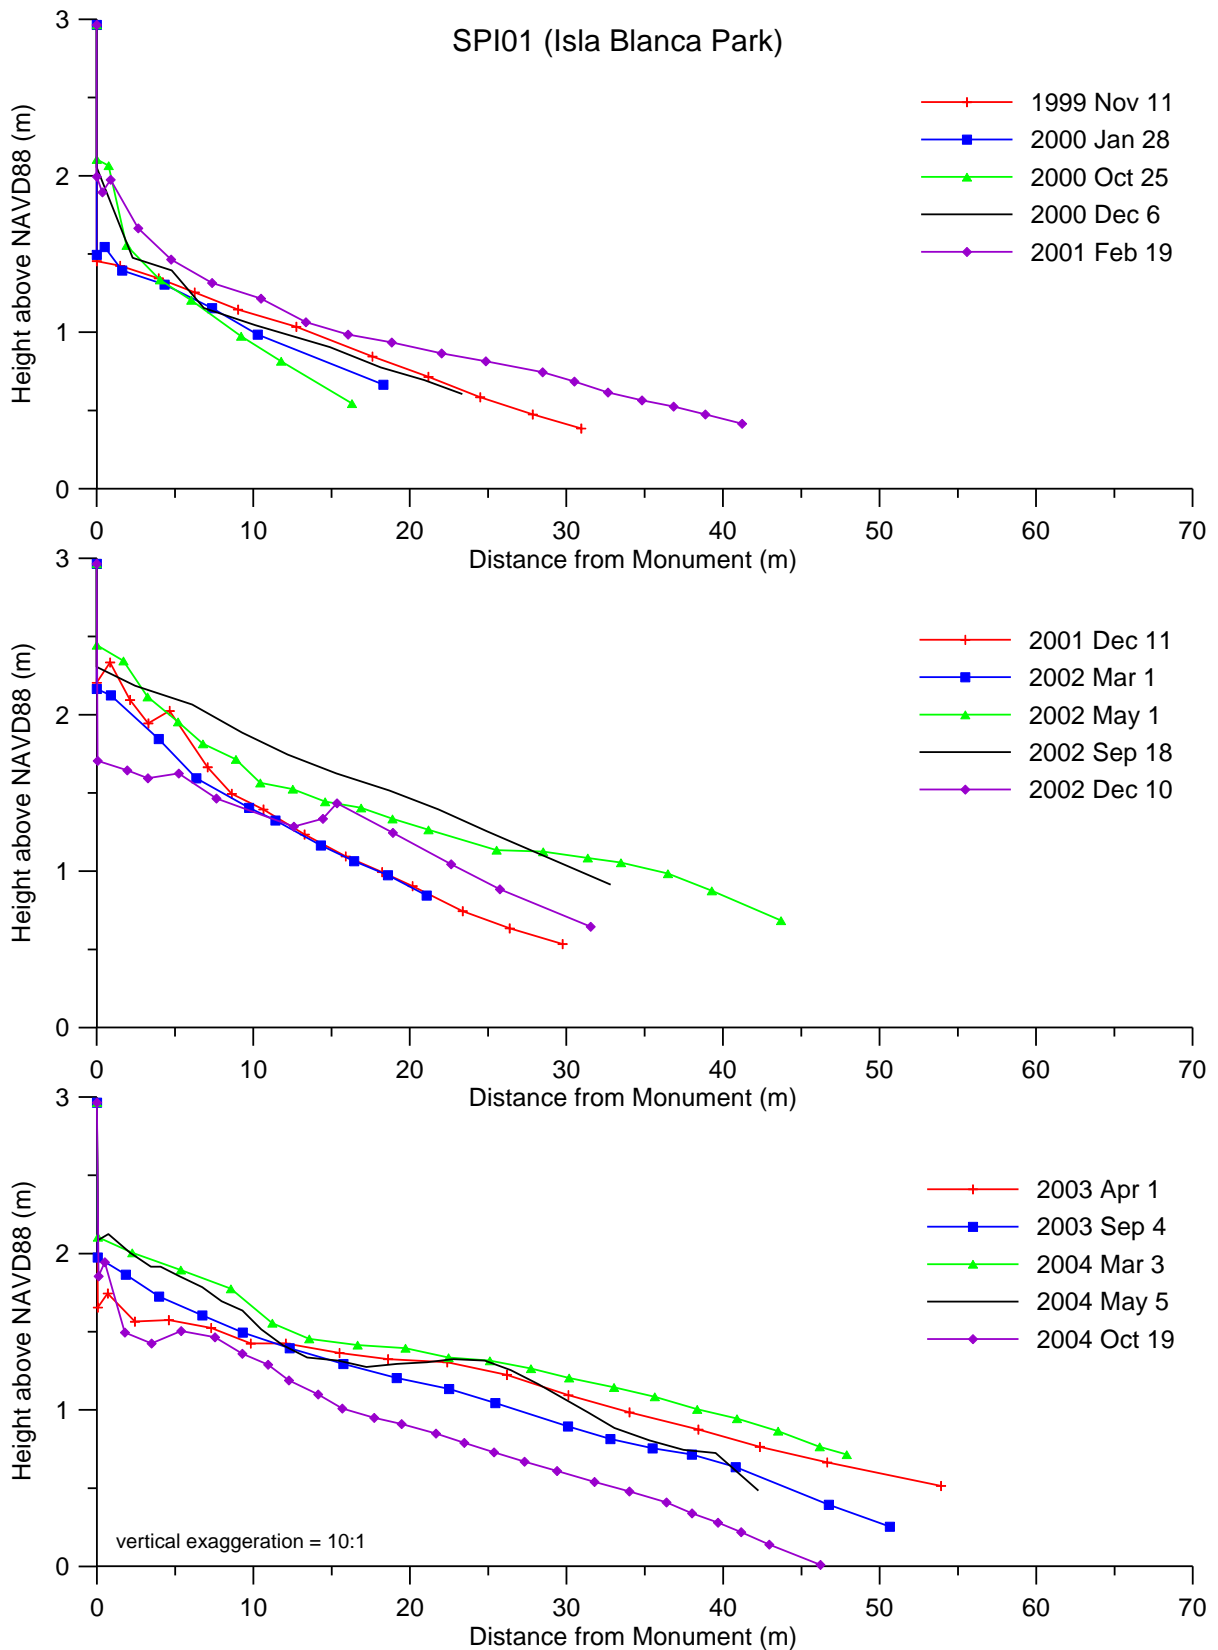 SPI01 (Isla Blanca Park)
3
2
1
0
Height above NAVD88 (m)
1999 Nov 11
2000 Jan 28
2000 Oct 25
2000 Dec 6
2001 Feb 19
0 10 20 30 40 50 60 70
Distance from Monument (m)
3
2
1
0
Height above NAVD88 (m)
2001 Dec 11
2002 Mar 1
2002 May 1
2002 Sep 18
2002 Dec 10
0 10 20 30 40 50 60 70
Distance from Monument (m)
3
2
1
0
Height above NAVD88 (m)
2003 Apr 1
2003 Sep 4
2004 Mar 3
2004 May 5
2004 Oct 19
vertical exaggeration = 10:1
0 10 20 30 40 50 60 70
Distance from Monument (m)